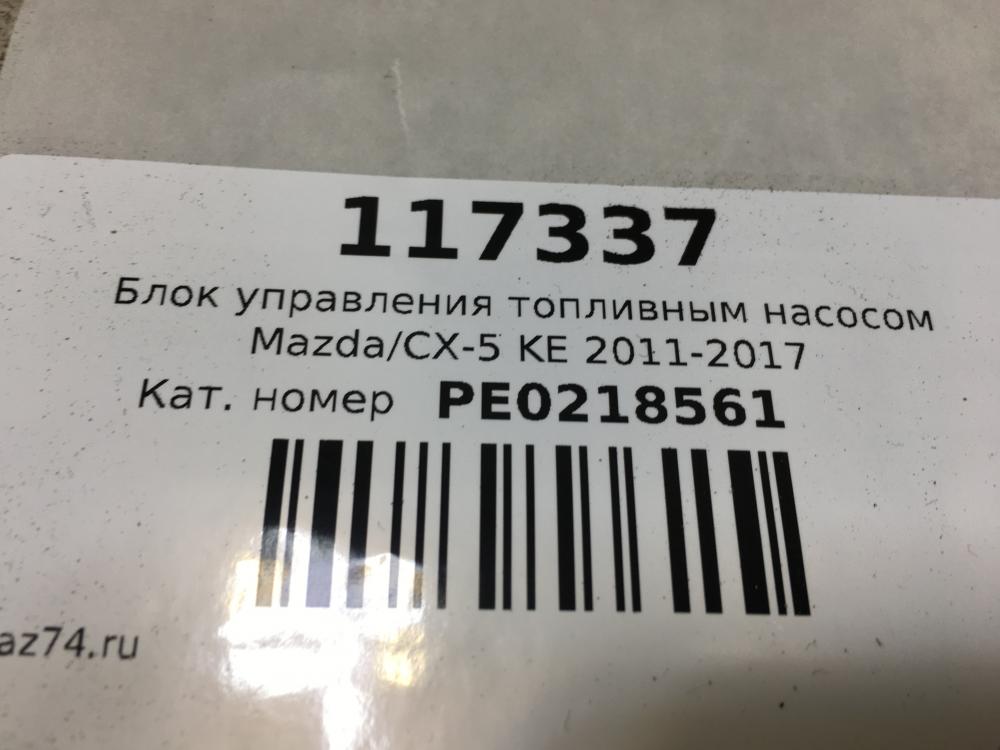 117337
Блок управления топливным насосом
Mazda/CX-5 KE 2011-2017
Кат. номер PE0218561
az74.ru